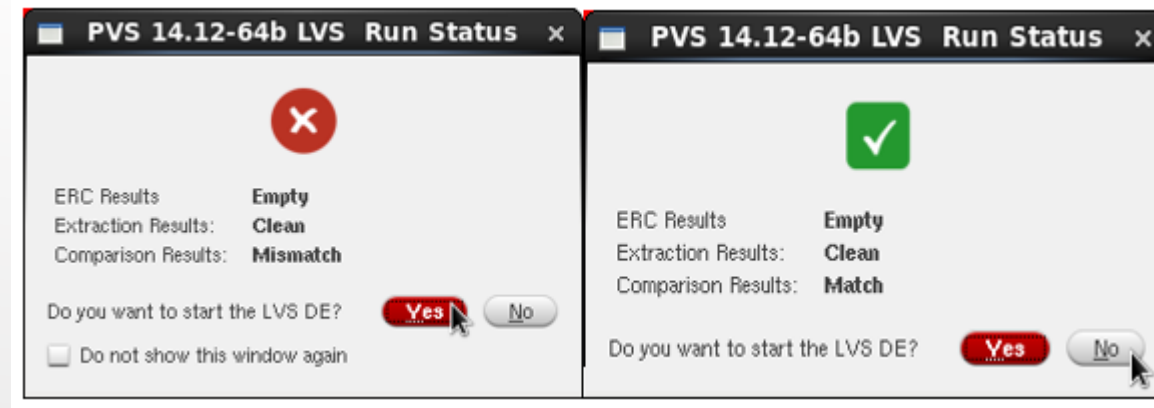 PVS 14.12-64b LVS Run Status
ERC Results Empty
Extraction Results: Clean
Comparison Results: Mismatch
Do you want to start the LVS DE? Yes No
Do not show this window again
PVS 14.12-64b LVS Run Status
ERC Results Empty
Extraction Results: Clean
Comparison Results: Match
Do you want to start the LVS DE? Yes No